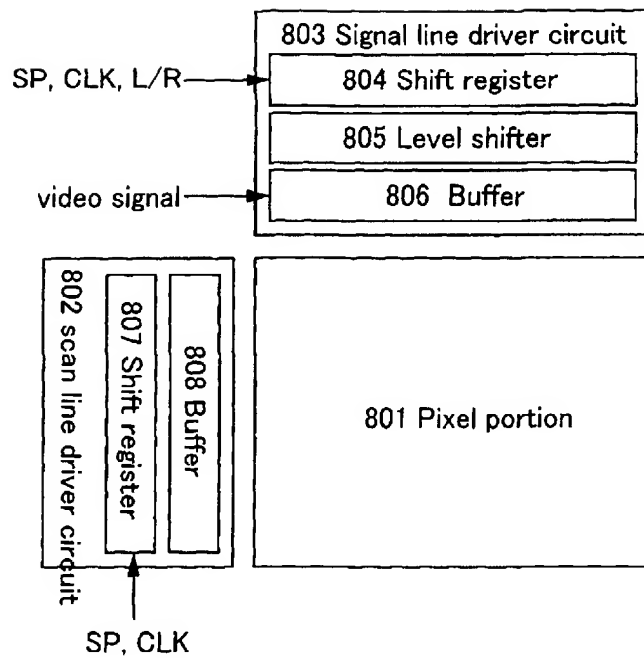 803 Signal line driver circuit
SP, CLK, L/R
804 Shift register
805 Level shifter
video signal
806 Buffer
802 scan line driver circuit
807 Shift
register
808 Buffer
801 Pixel portion
SP, CLK